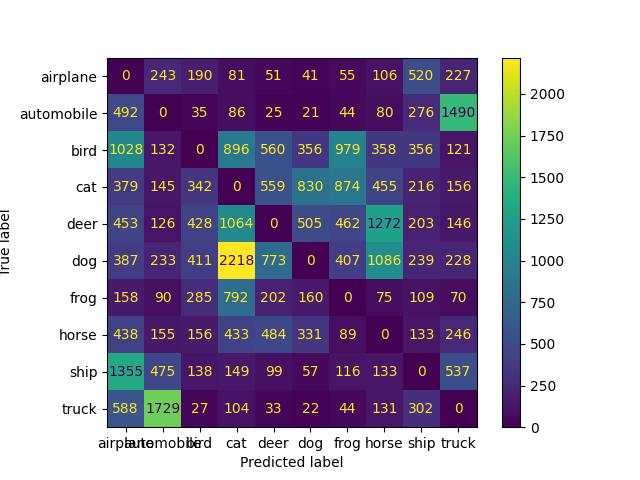 airplane 0 243 190 81 51 41 55 106 520 227
automobile 492 0 35 86 25 21 44 80 276 1490
bird 1028 132 0 896 560 356 979 358 356 121
cat 379 145 342 0 559 830 874 455 216 156
deer 453 126 428 1064 0 505 462 1272 203 146
dog 387 233 411 2218 773 0 407 1086 239 228
frog 158 90 285 792 202 160 0 75 109 70
horse 438 155 156 433 484 331 89 0 133 246
ship 1355 475 138 149 99 57 116 133 0 537
truck 588 1729 27 104 33 22 44 131 302 0
airplane automobile bird cat deer dog frog horse ship truck
Predicted label
True label
2000
1750
1500
1250
1000
750
500
250
0